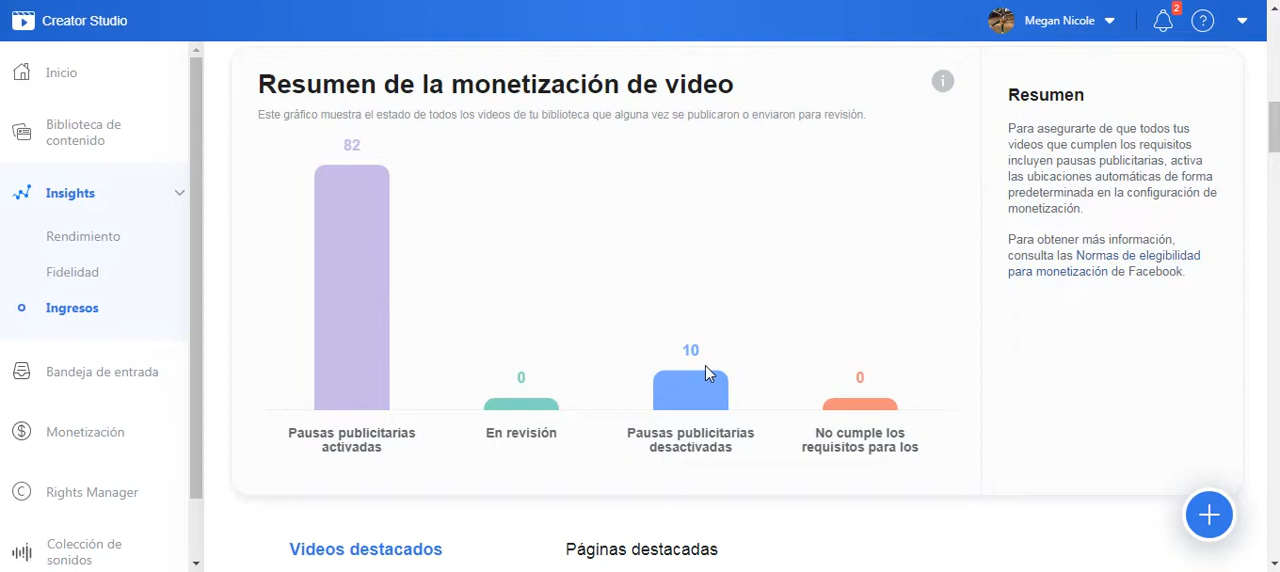 Creator Studio
Megan Nicole
2
Inicio
Biblioteca de
contenido
Insights
Rendimiento
Fidelidad
Ingresos
Bandeja de entrada
Monetización
Rights Manager
Colección de
sonidos
Resumen de la monetización de video
Este gráfico muestra el estado de todos los videos de tu biblioteca que alguna vez se publicaron o enviaron para revisión.
82
0
10
0
Pausas publicitarias
activadas
En revisión
Pausas publicitarias
desactivadas
No cumple los
requisitos para los
Resumen
Para asegurarte de que todos tus
videos que cumplen los requisitos
incluyen pausas publicitarias, activa
las ubicaciones automáticas de forma
predeterminada en la configuración de
monetización.
Para obtener más información,
consulta las Normas de elegibilidad
para monetización de Facebook.
Videos destacados
Páginas destacadas